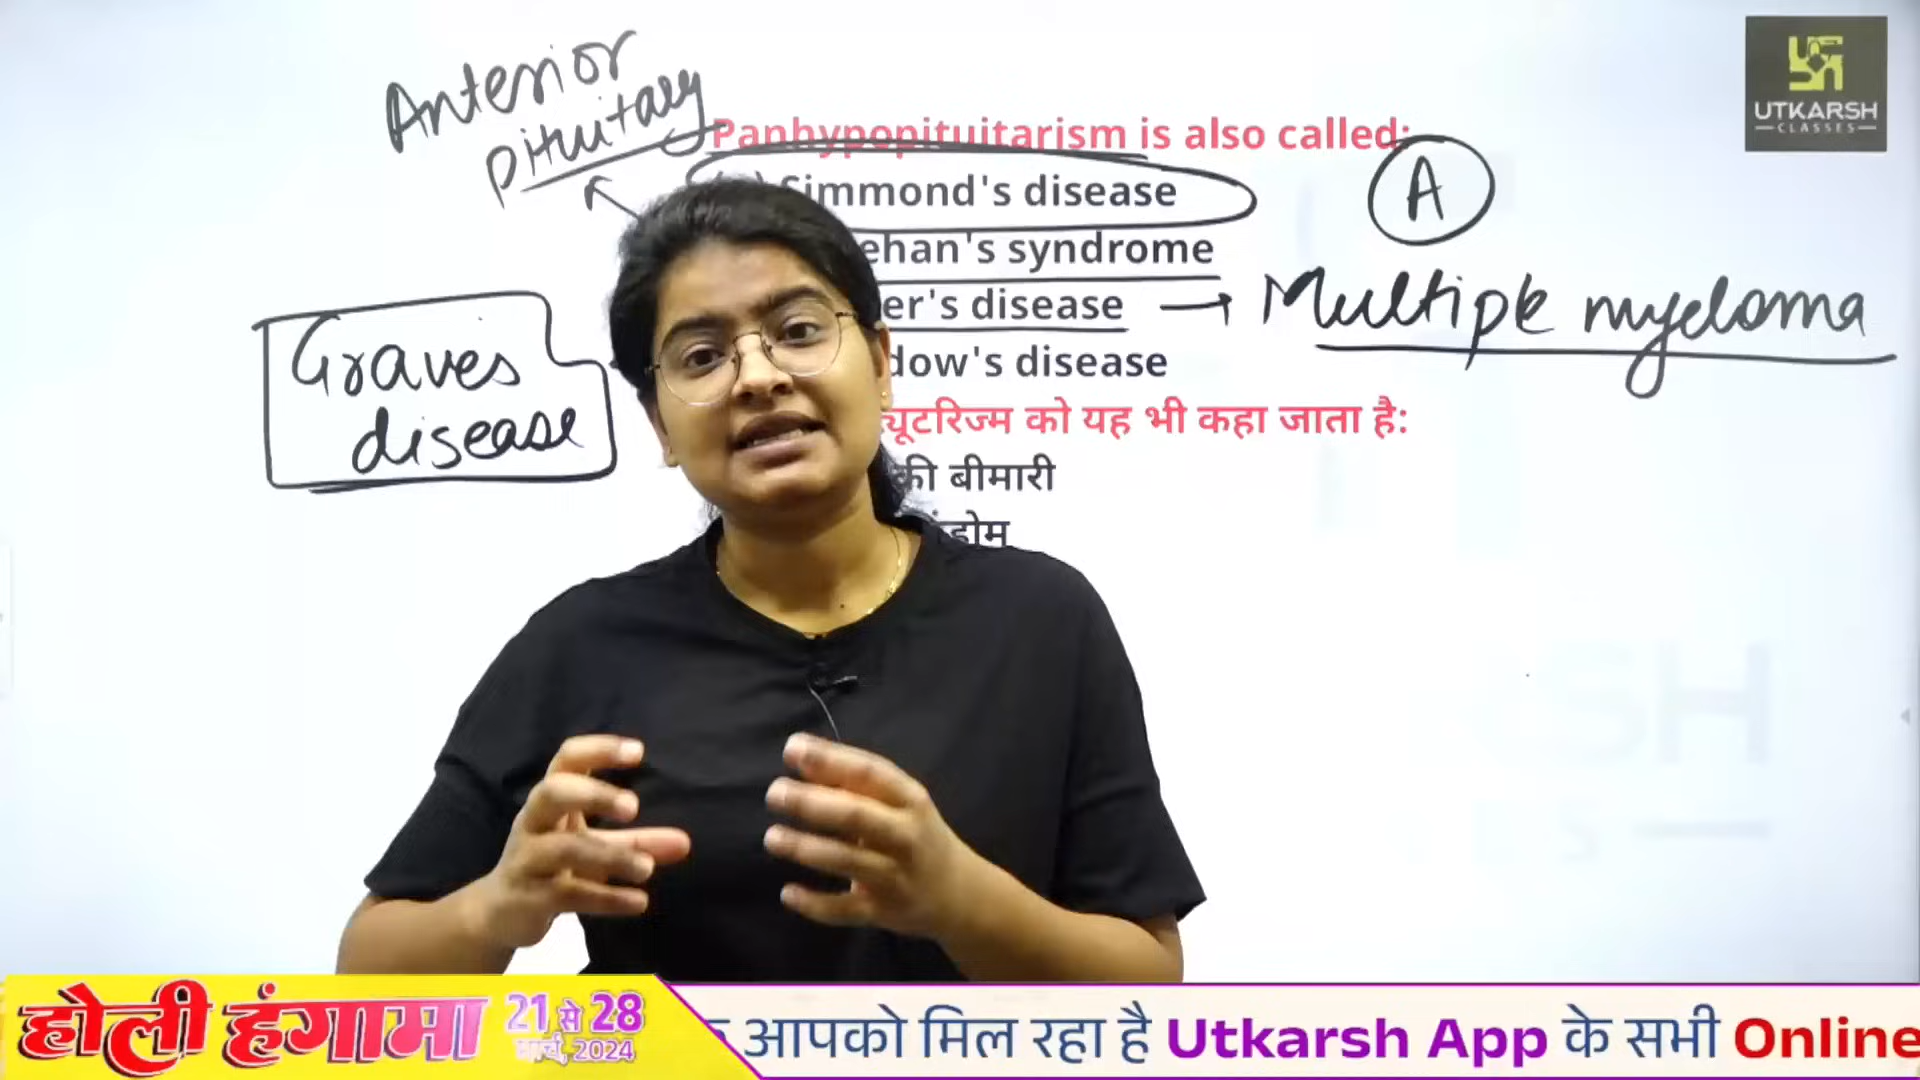 Anterior
pituitary
UTKARSH
CLASSES
Panhypopituitarism is also called:
Simmond's disease
A
ehan's syndrome
er's disease → Multiple myeloma
dow's disease
Graves
disease
्यूटरिज्म को यह भी कहा जाता है:
की बीमारी
होली हंगामा 21 से 28
मार्च, 2024
आपको मिल रहा है Utkarsh App के सभी Online